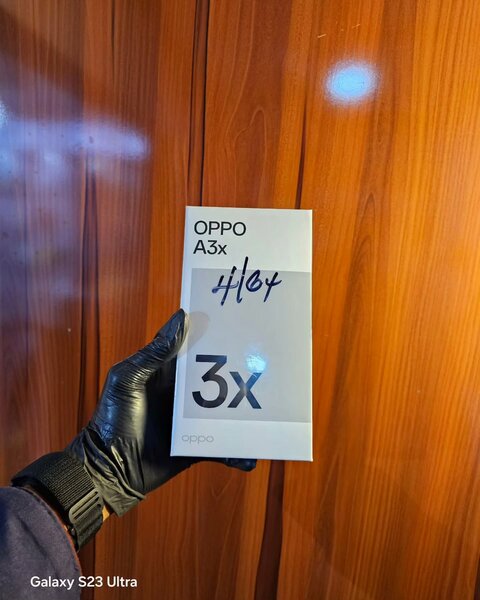 OPPO
A3x
4/64
3x
oppo
Galaxy S23 Ultra